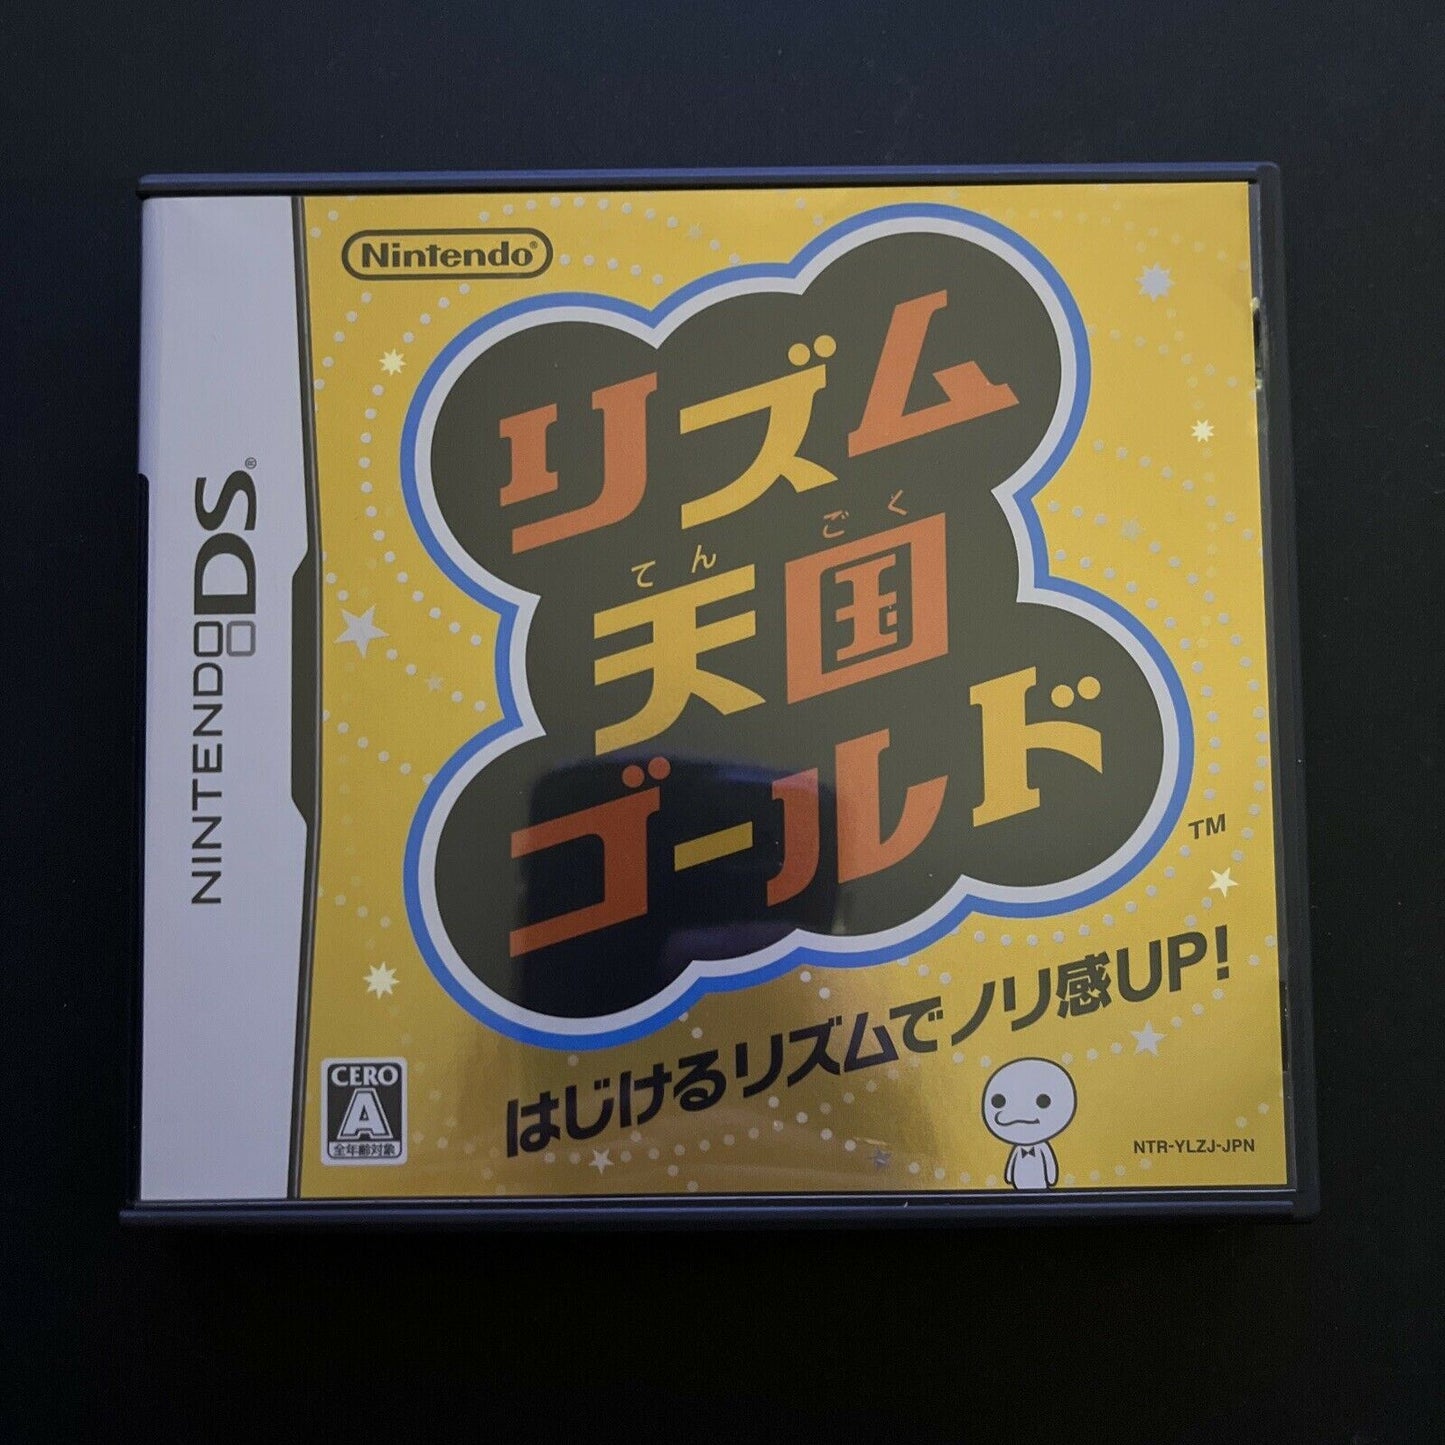 NINTENDO DS®
Nintendo®
リズム
てんごく
天国
ゴールド
TM
はじけるリズムでノリ感UP!
CERO
A
全年齢対象
NTR-YLZJ-JPN